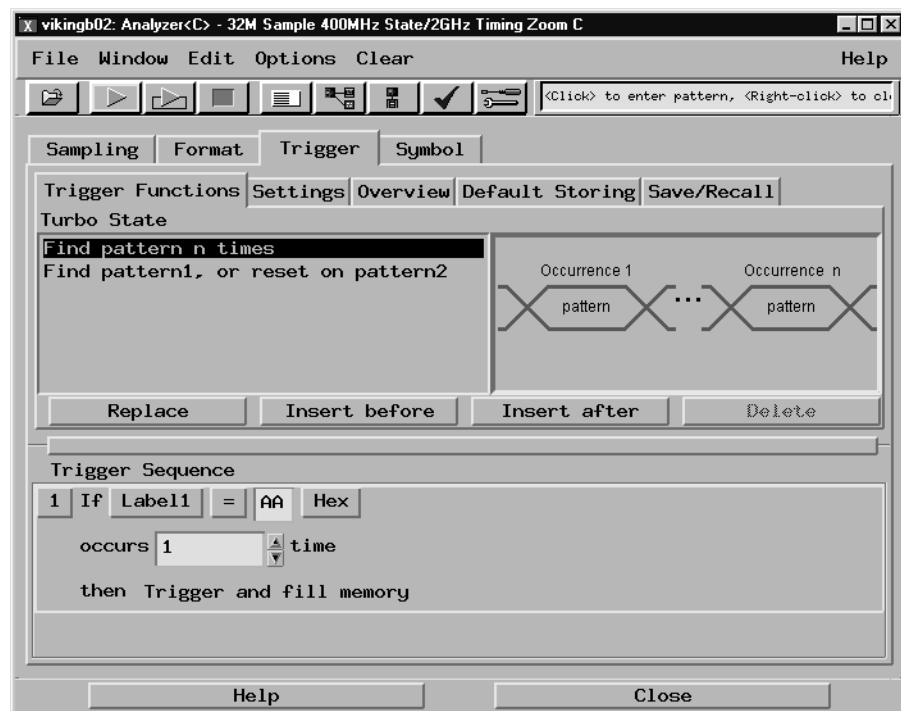 X vikingb02: Analyzer<C> - 32M Sample 400MHz State/2GHz Timing Zoom C
File Window Edit Options Clear Help
<Click> to enter pattern, <Right-click> to cl
Sampling Format Trigger Symbol
Trigger Functions Settings Overview Default Storing Save/Recall
Turbo State
Find pattern n times
Find pattern1, or reset on pattern2
Occurrence 1 Occurrence n
pattern ... pattern
Replace Insert before Insert after Delete
Trigger Sequence
1 If Label1 = AA Hex
occurs 1 time
then Trigger and fill memory
Help Close